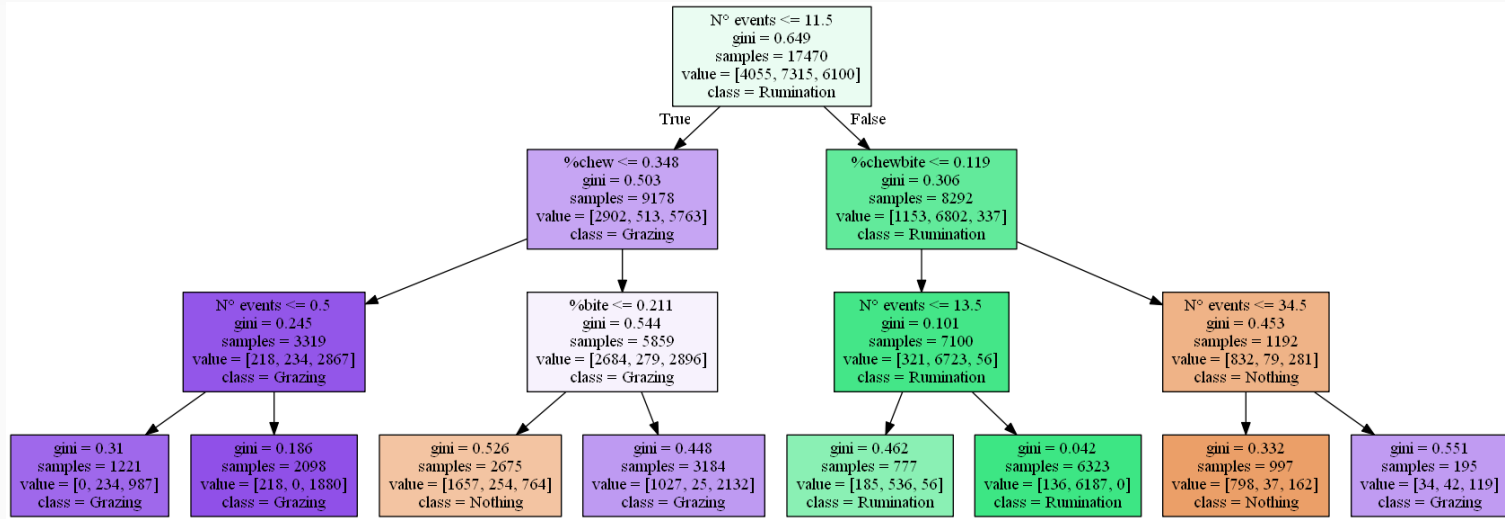 N° events <= 11.5
gini = 0.649
samples = 17470
value = [4055, 7315, 6100]
class = Rumination
True
False
%chew <= 0.348
gini = 0.503
samples = 9178
value = [2902, 513, 5763]
class = Grazing
%chewbite <= 0.119
gini = 0.306
samples = 8292
value = [1153, 6802, 337]
class = Rumination
N° events <= 0.5
gini = 0.245
samples = 3319
value = [218, 234, 2867]
class = Grazing
%bite <= 0.211
gini = 0.544
samples = 5859
value = [2684, 279, 2896]
class = Grazing
N° events <= 13.5
gini = 0.101
samples = 7100
value = [321, 6723, 56]
class = Rumination
N° events <= 34.5
gini = 0.453
samples = 1192
value = [832, 79, 281]
class = Nothing
gini = 0.31
samples = 1221
value = [0, 234, 987]
class = Grazing
gini = 0.186
samples = 2098
value = [218, 0, 1880]
class = Grazing
gini = 0.526
samples = 2675
value = [1657, 254, 764]
class = Nothing
gini = 0.448
samples = 3184
value = [1027, 25, 2132]
class = Grazing
gini = 0.462
samples = 777
value = [185, 536, 56]
class = Rumination
gini = 0.042
samples = 6323
value = [136, 6187, 0]
class = Rumination
gini = 0.332
samples = 997
value = [798, 37, 162]
class = Nothing
gini = 0.551
samples = 195
value = [34, 42, 119]
class = Grazing